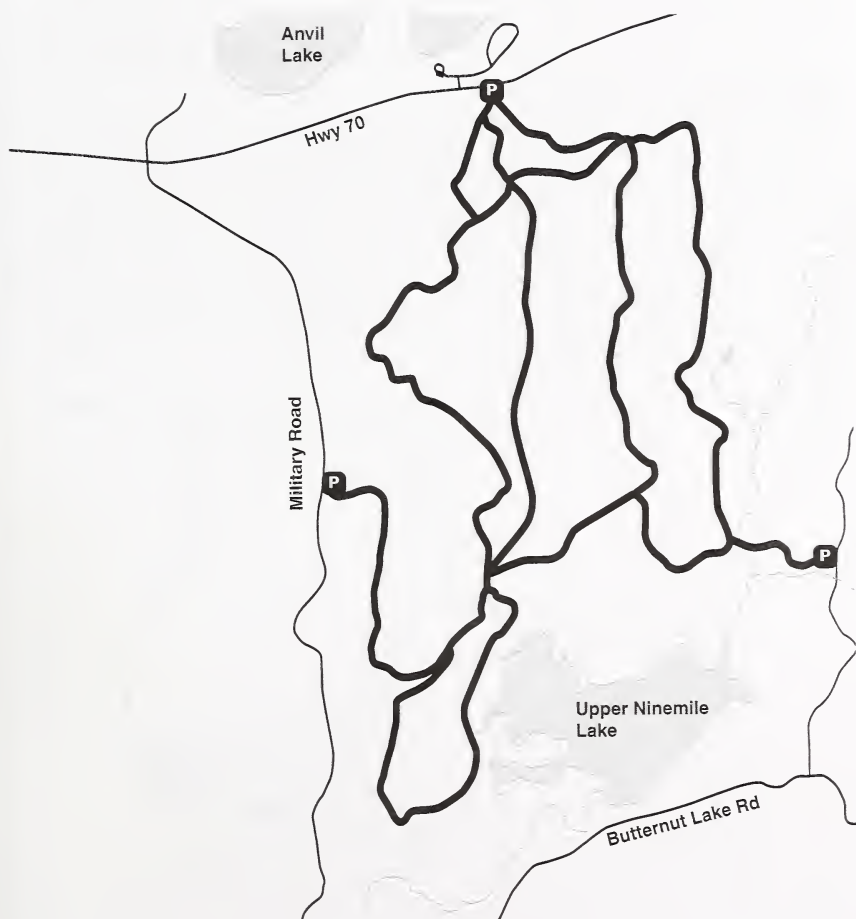 Anvil
Lake
P
Hwy 70
Military Road
P
P
Upper Ninemile
Lake
Butternut Lake Rd